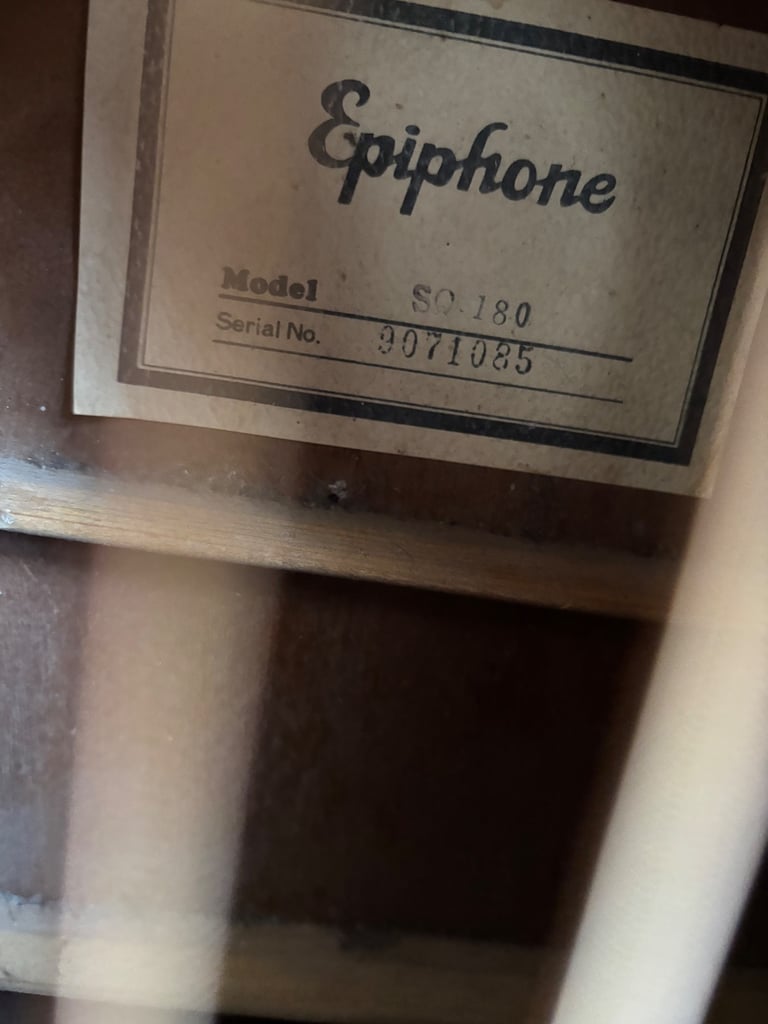 Epiphone
Model SQ-180
Serial No. 9071085